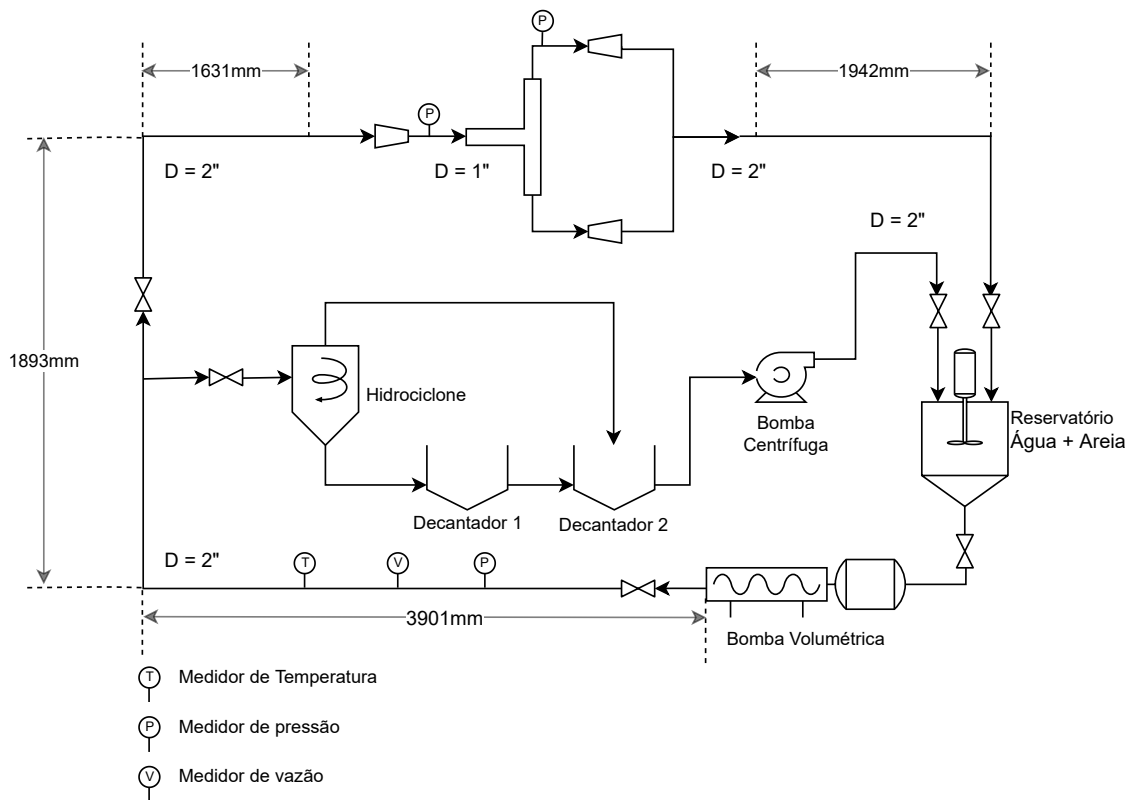 P
1631mm
1942mm
P
D = 2"
D = 1"
D = 2"
D = 2"
1893mm
Hidrociclone
Bomba
Centrífuga
Reservatório
Água + Areia
Decantador 1
Decantador 2
D = 2"
T
V
P
3901mm
Bomba Volumétrica
T Medidor de Temperatura
P Medidor de pressão
V Medidor de vazão